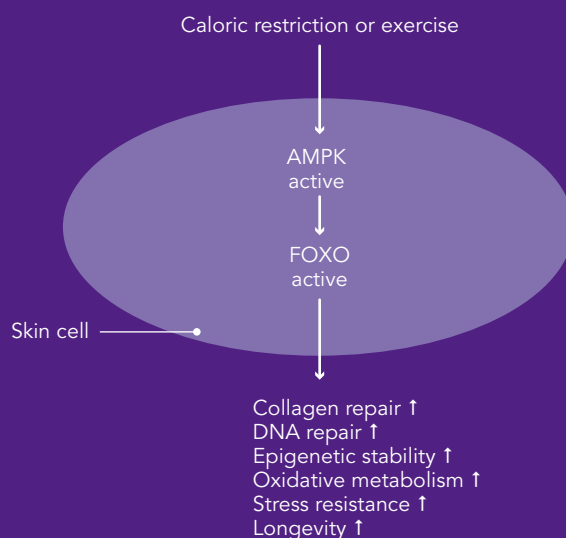 Caloric restriction or exercise
AMPK
active
FOXO
active
Skin cell
Collagen repair ↑
DNA repair ↑
Epigenetic stability ↑
Oxidative metabolism ↑
Stress resistance ↑
Longevity ↑